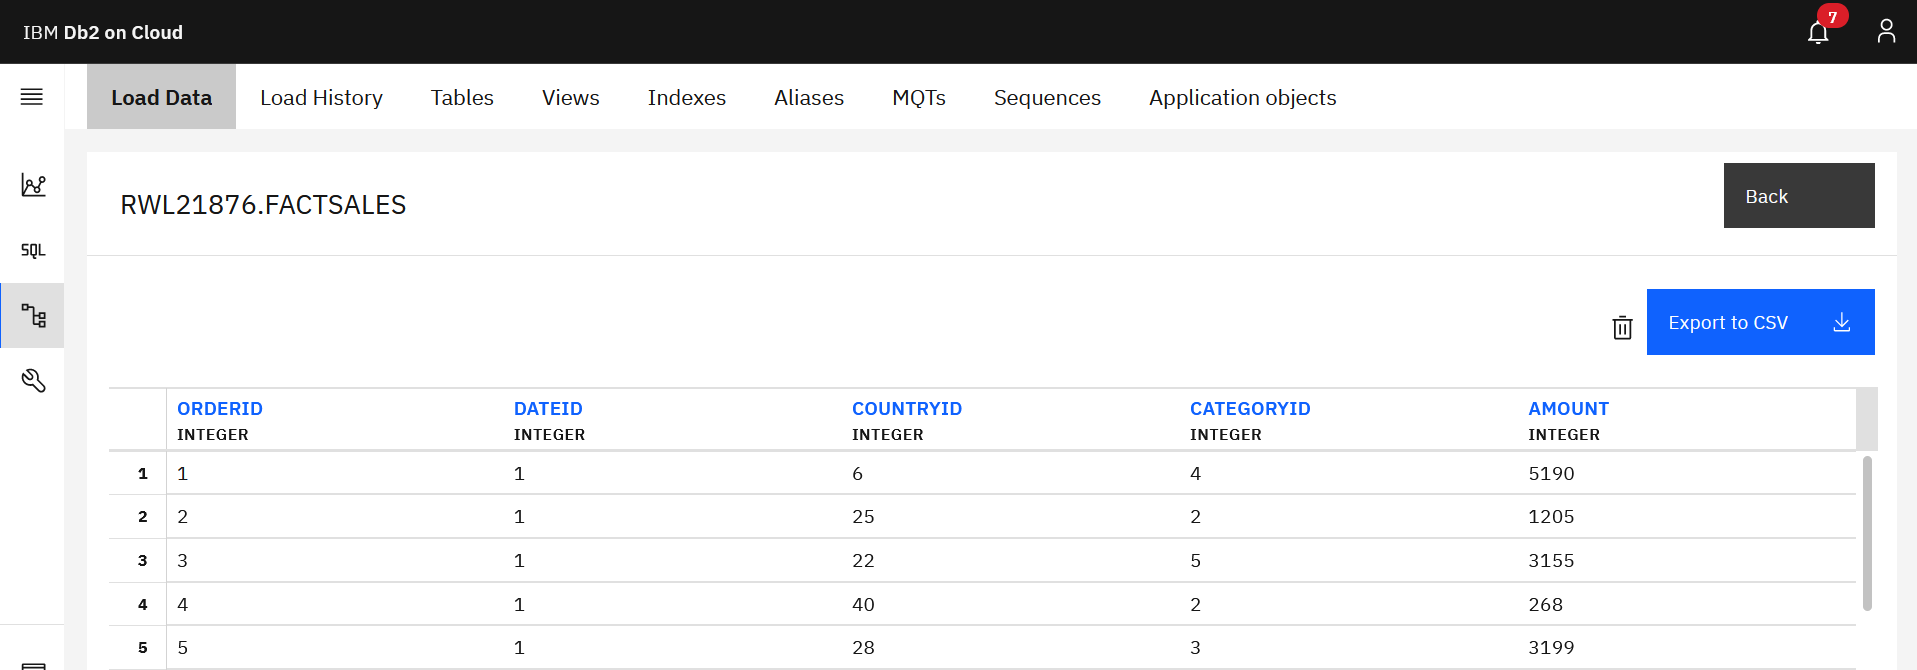 IBM Db2 on Cloud
7
Load Data Load History Tables Views Indexes Aliases MQTs Sequences Application objects
RWL21876.FACTSALES
Back
SQL
Export to CSV
ORDERID DATEID COUNTRYID CATEGORYID AMOUNT
INTEGER INTEGER INTEGER INTEGER INTEGER
1 1 1 6 4 5190
2 2 1 25 2 1205
3 3 1 22 5 3155
4 4 1 40 2 268
5 5 1 28 3 3199